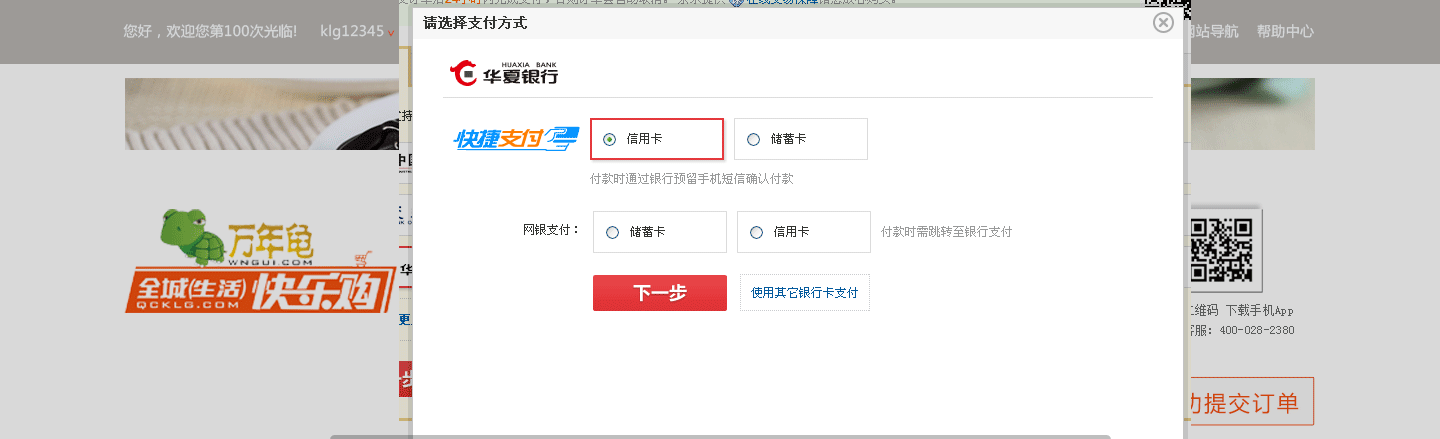 请选择支付方式
您好，欢迎您第100次光临!
klg12345
网站导航
帮助中心
HUAXIA BANK
华夏银行
快捷支付
信用卡
储蓄卡
付款时通过银行预留手机短信确认付款
网银支付：
储蓄卡
信用卡
付款时需跳转至银行支付
下一步
使用其它银行卡支付
万年龟
WNGUI.COM
全城(生活)快乐购
QCKLG.COM
维码 下载手机App
客服: 400-028-2380
提交订单